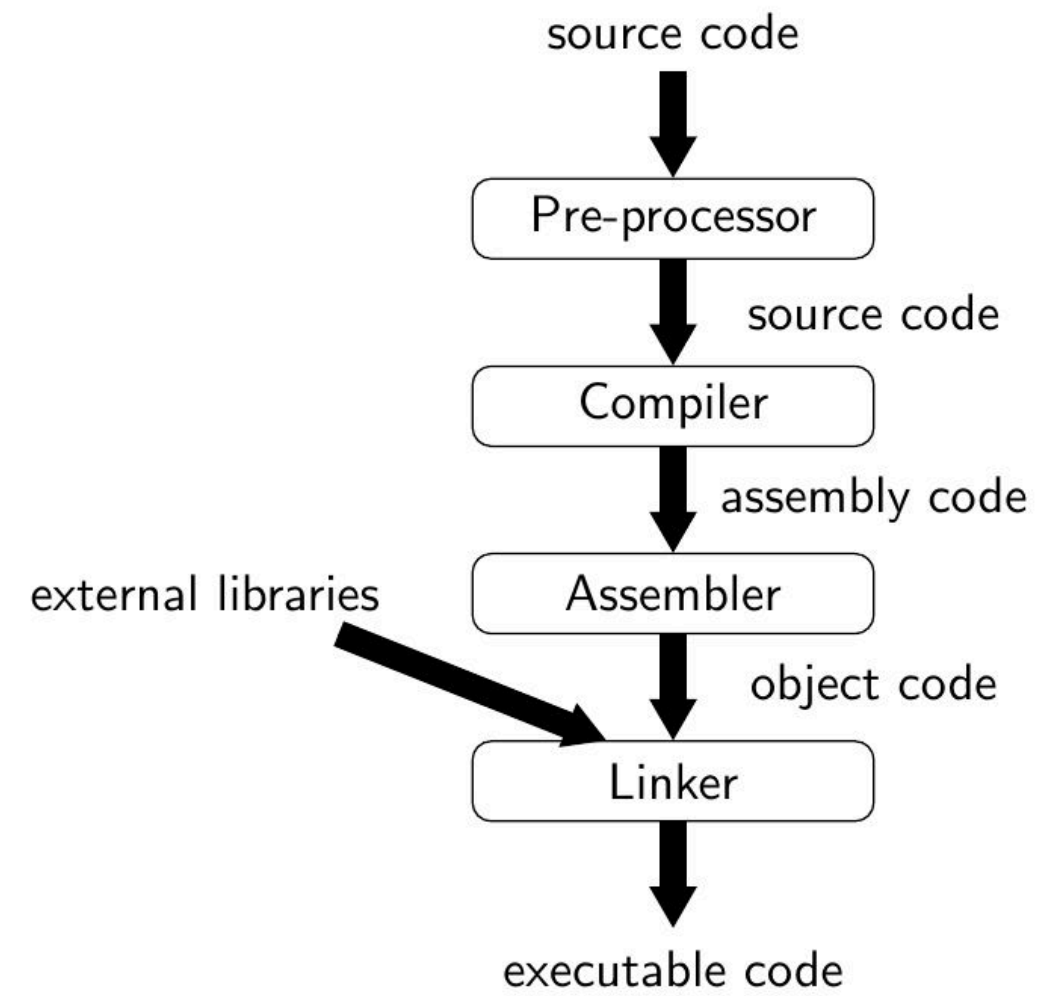 source code
Pre-processor
source code
Compiler
assembly code
external libraries
Assembler
object code
Linker
executable code